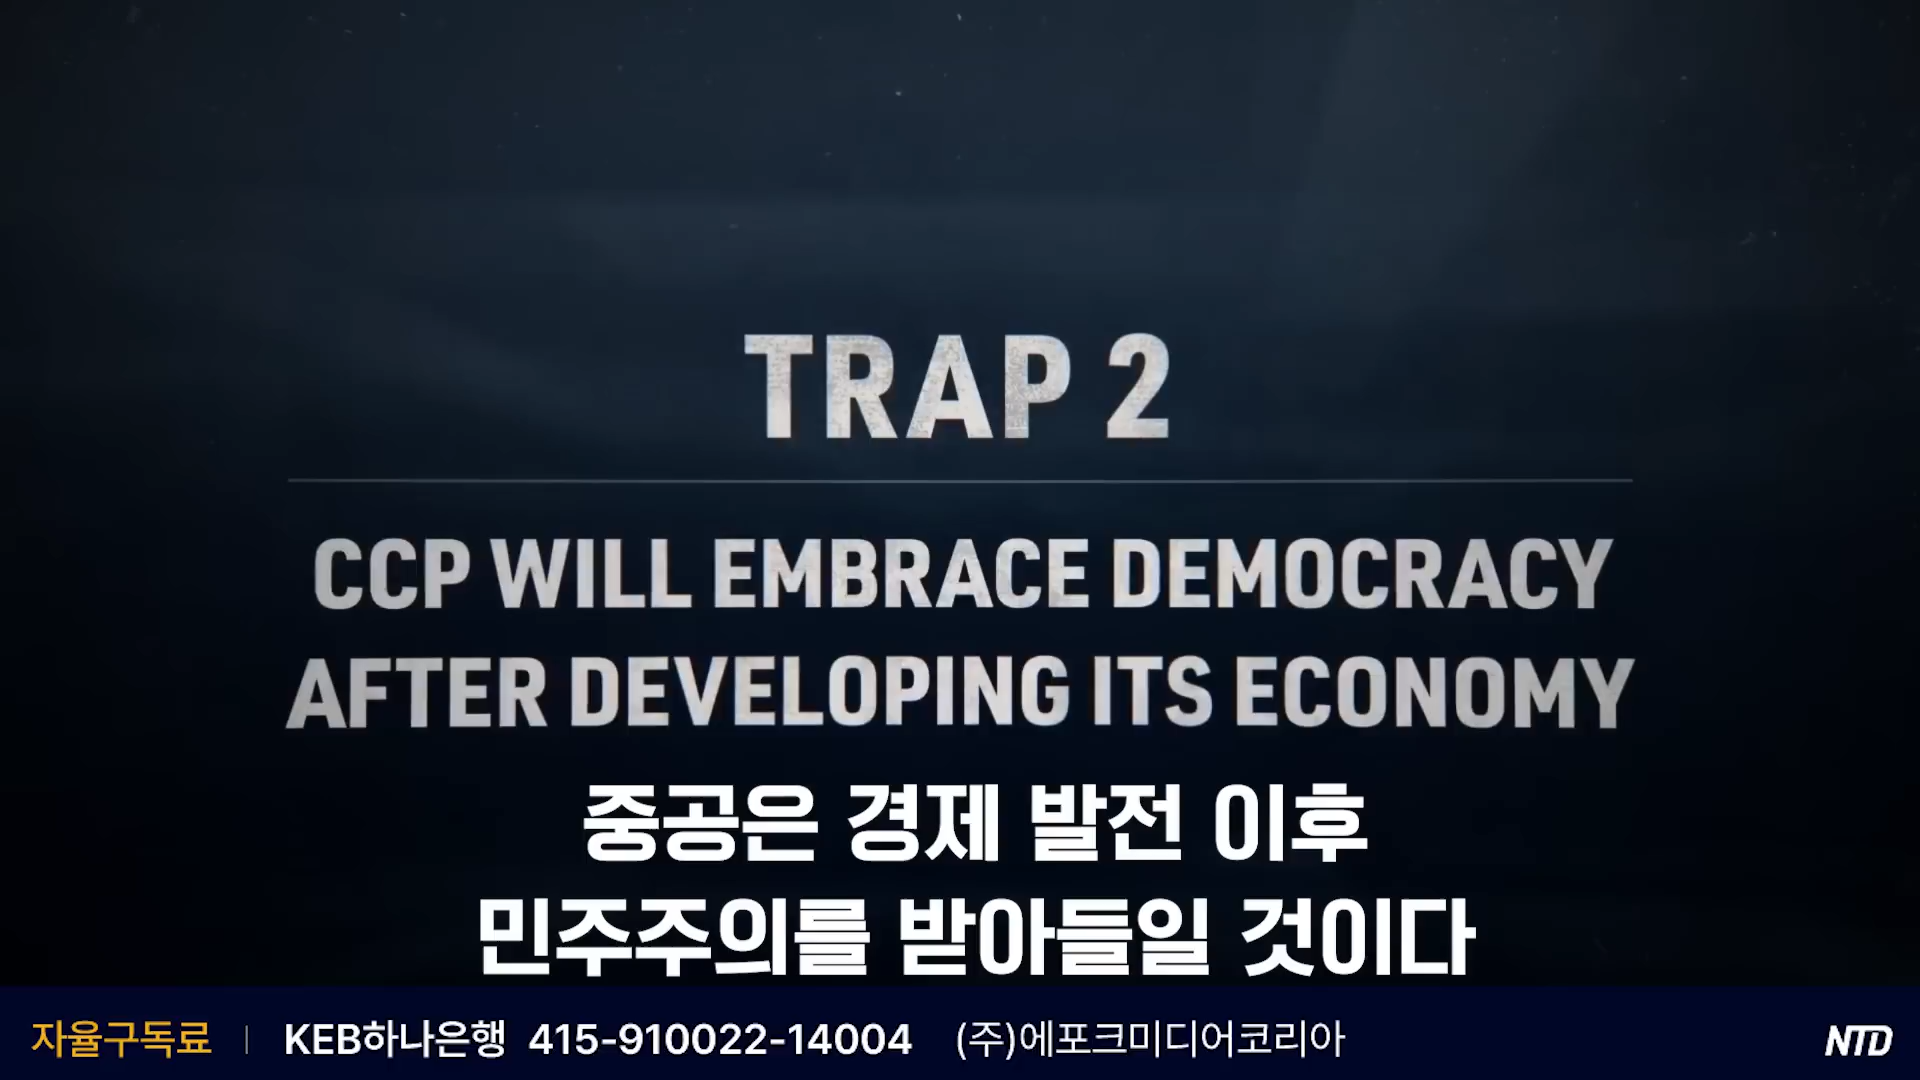 TRAP 2
CCP WILL EMBRACE DEMOCRACY
AFTER DEVELOPING ITS ECONOMY
중공은 경제 발전 이후
민주주의를 받아들일 것이다
자율구독료 | KEB하나은행 415-910022-14004 (주)에포크미디어코리아 NTD